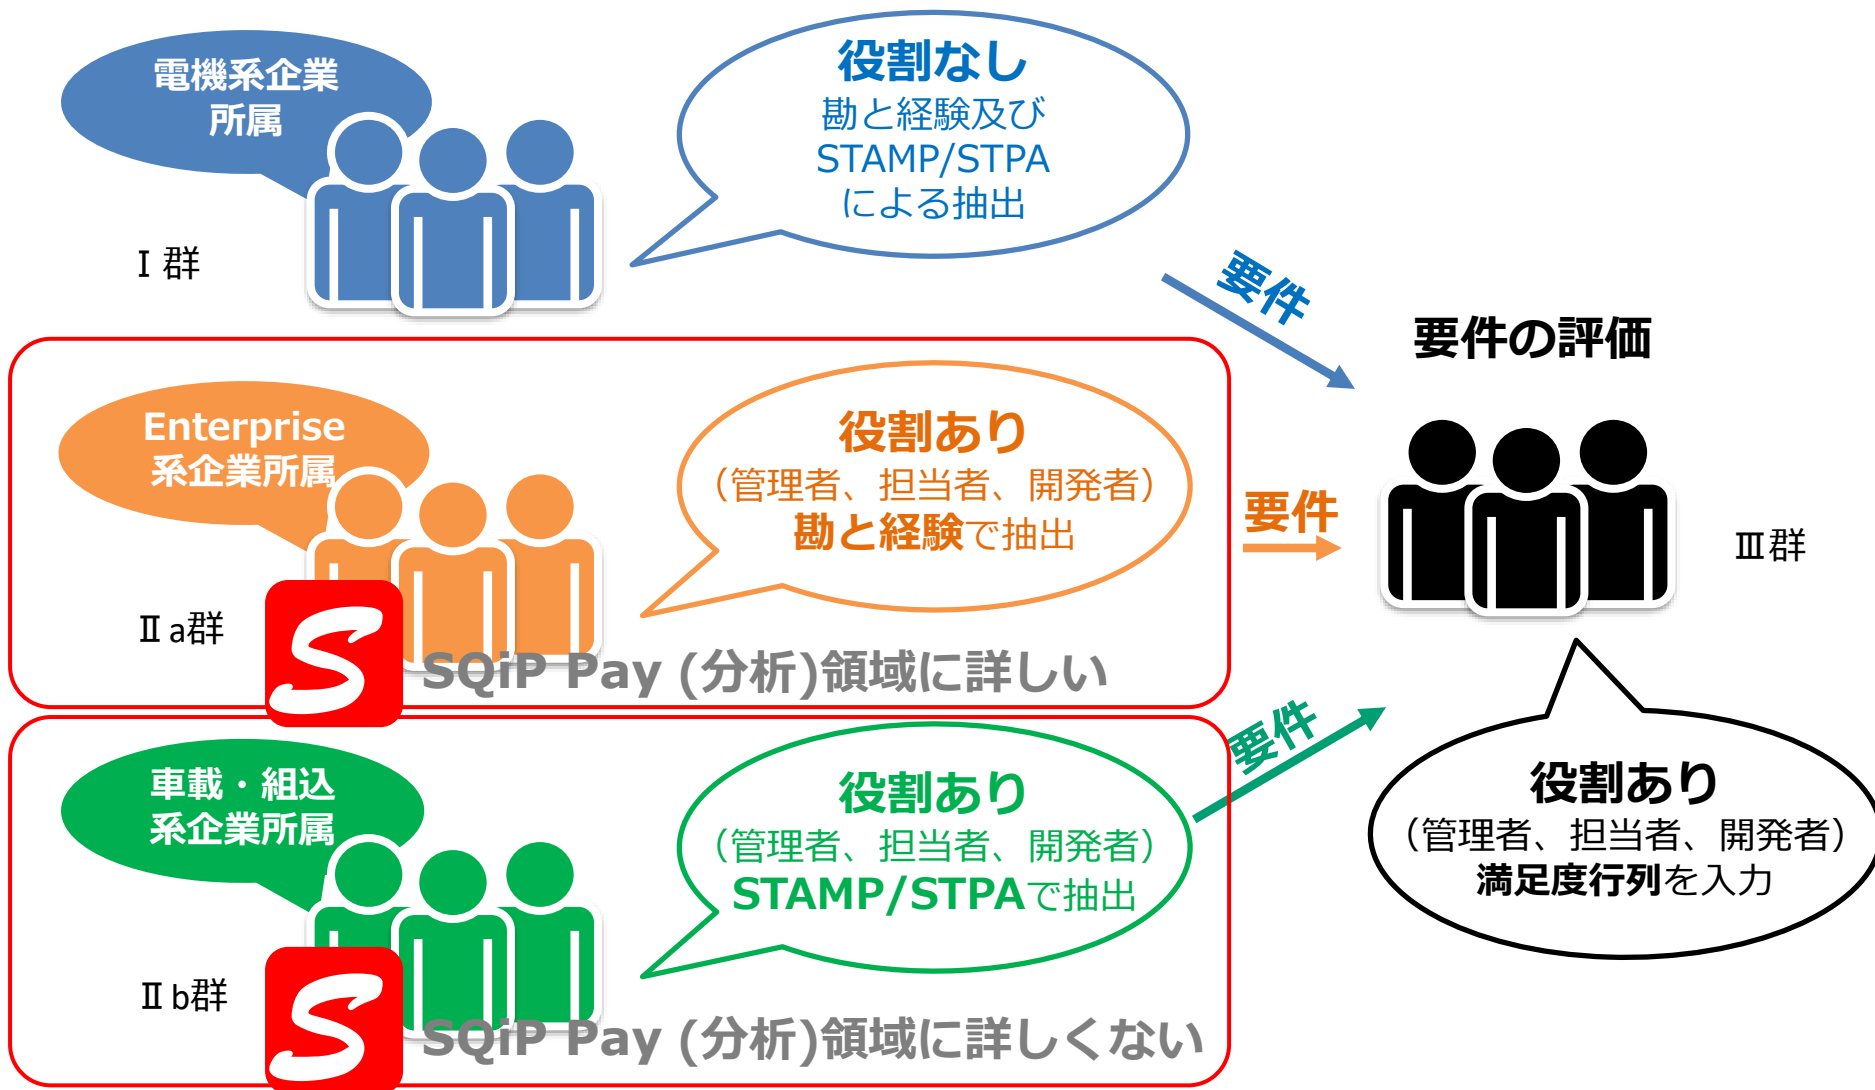 電機系企業
所属
役割なし
勘と経験及び
STAMP/STPA
による抽出
Ⅰ群
要件
要件の評価
Enterprise
系企業所属
役割あり
（管理者、担当者、開発者）
勘と経験で抽出
要件
Ⅲ群
Ⅱa群
S
SQiP Pay (分析)領域に詳しい
車載・組込
系企業所属
役割あり
（管理者、担当者、開発者）
STAMP/STPAで抽出
要件
役割あり
（管理者、担当者、開発者）
満足度行列を入力
Ⅱb群
S
SQiP Pay (分析)領域に詳しくない